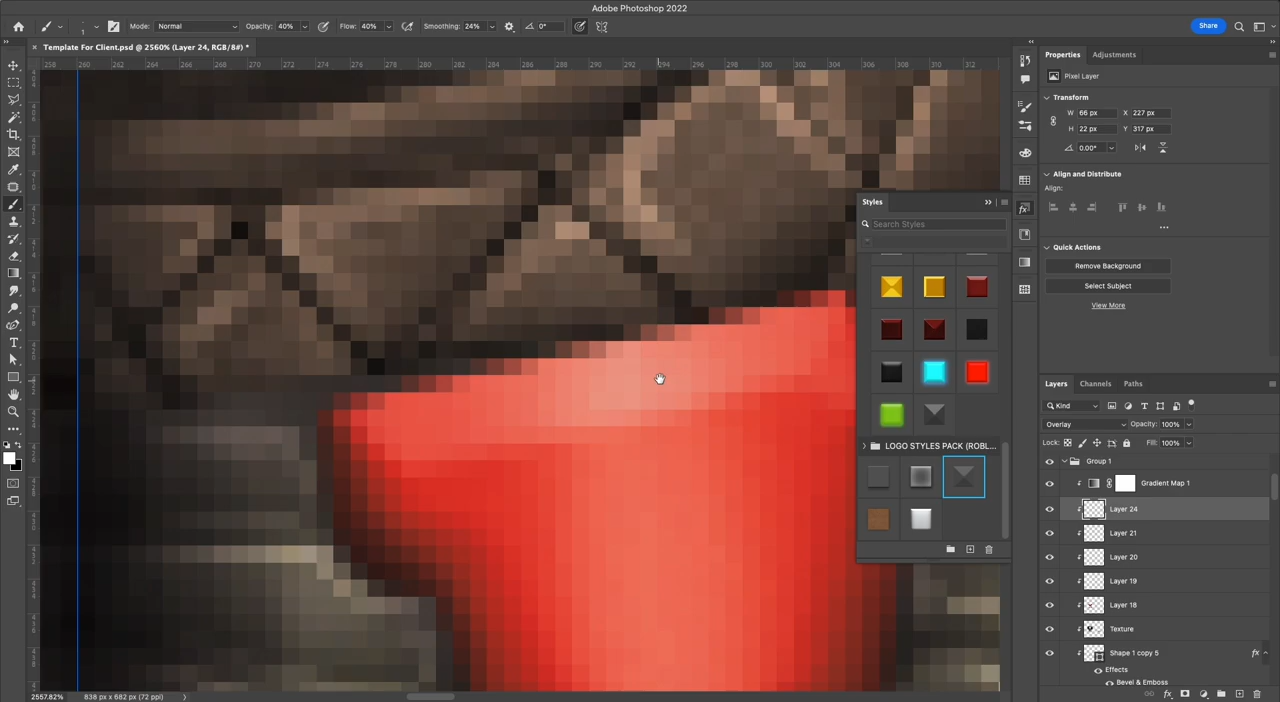 Adobe Photoshop 2022
Mode: Normal Opacity: 40% Flow: 40% Smoothing: 24% 0° Share
1
Template For Client.psd @ 2560% (Layer 24, RGB/8#) *
258 260 262 264 266 268 270 272 274 276 278 280 282 284 286 288 290 292 294 296 298 300 302 304 306 308 310 312
Properties Adjustments
Pixel Layer
Transform
W 66 px X 227 px
H 22 px Y 317 px
0.00°
Align and Distribute
Align:
Quick Actions
Remove Background
Select Subject
View More
Styles
Search Styles
LOGO STYLES PACK (ROBL...
Layers Channels Paths
Kind
Overlay Opacity: 100%
Lock: Fill: 100%
Group 1
Gradient Map 1
Layer 24
Layer 21
Layer 20
Layer 19
Layer 18
Texture
Shape 1 copy 5 fx
Effects
Bevel & Emboss
2557.82% 838 px x 682 px (72 ppi)